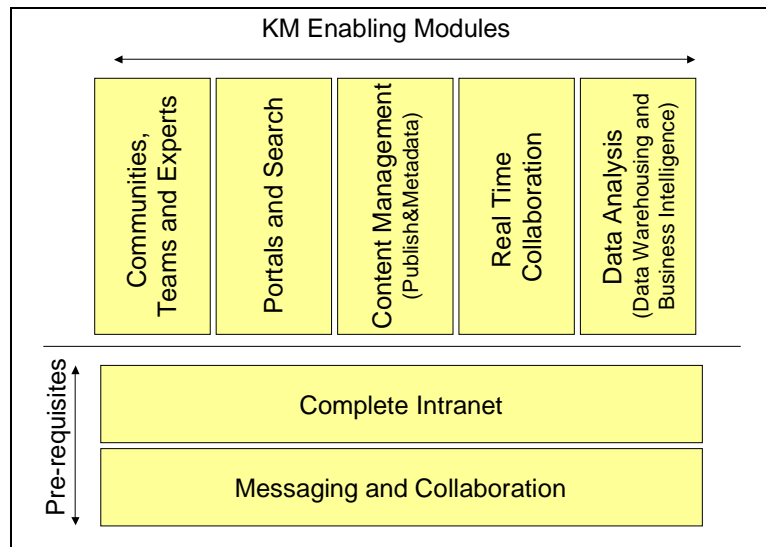 KM Enabling Modules
Communities,
Teams and Experts
Portals and Search
Content Management
(Publish&Metadata)
Real Time
Collaboration
Data Analysis
(Data Warehousing and
Business Intelligence)
Pre-requisites
Complete Intranet
Messaging and Collaboration